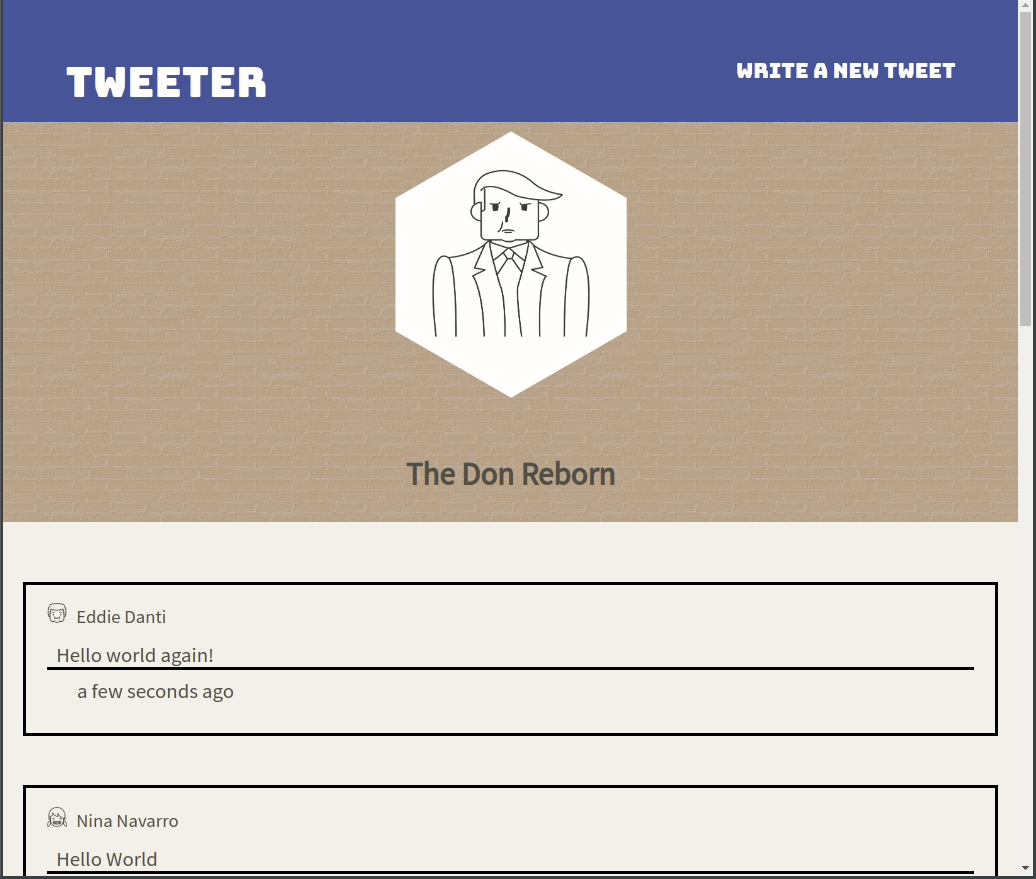 TWEETER
WRITE A NEW TWEET
The Don Reborn
Eddie Danti
Hello world again!
a few seconds ago
Nina Navarro
Hello World